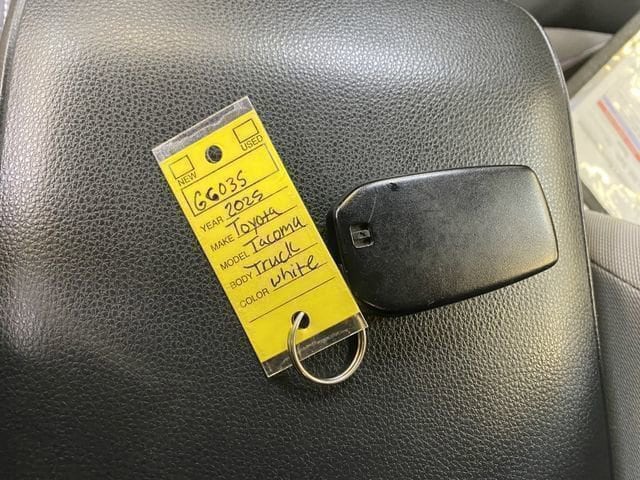 NEW USED
G6035
YEAR 2025
MAKE Toyota
MODEL Tacoma
BODY Truck
COLOR white